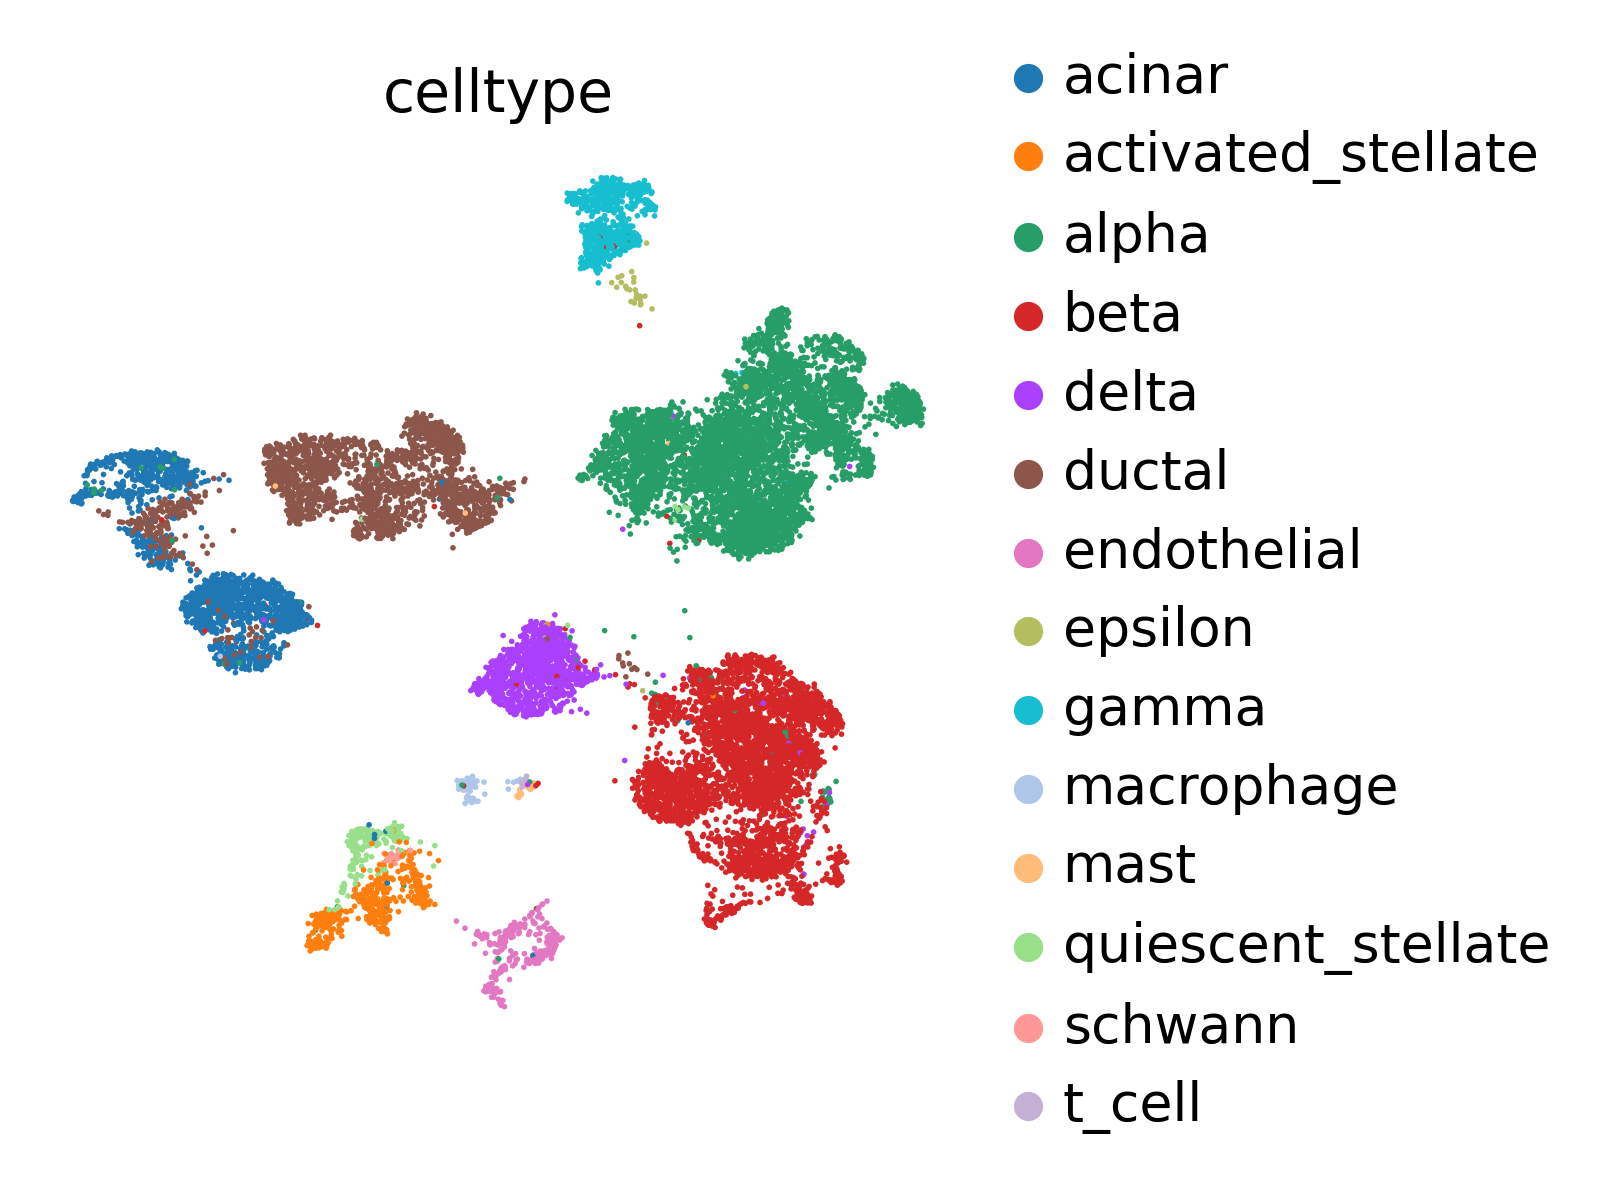 celltype
acinar
activated_stellate
alpha
beta
delta
ductal
endothelial
epsilon
gamma
macrophage
mast
quiescent_stellate
schwann
t_cell